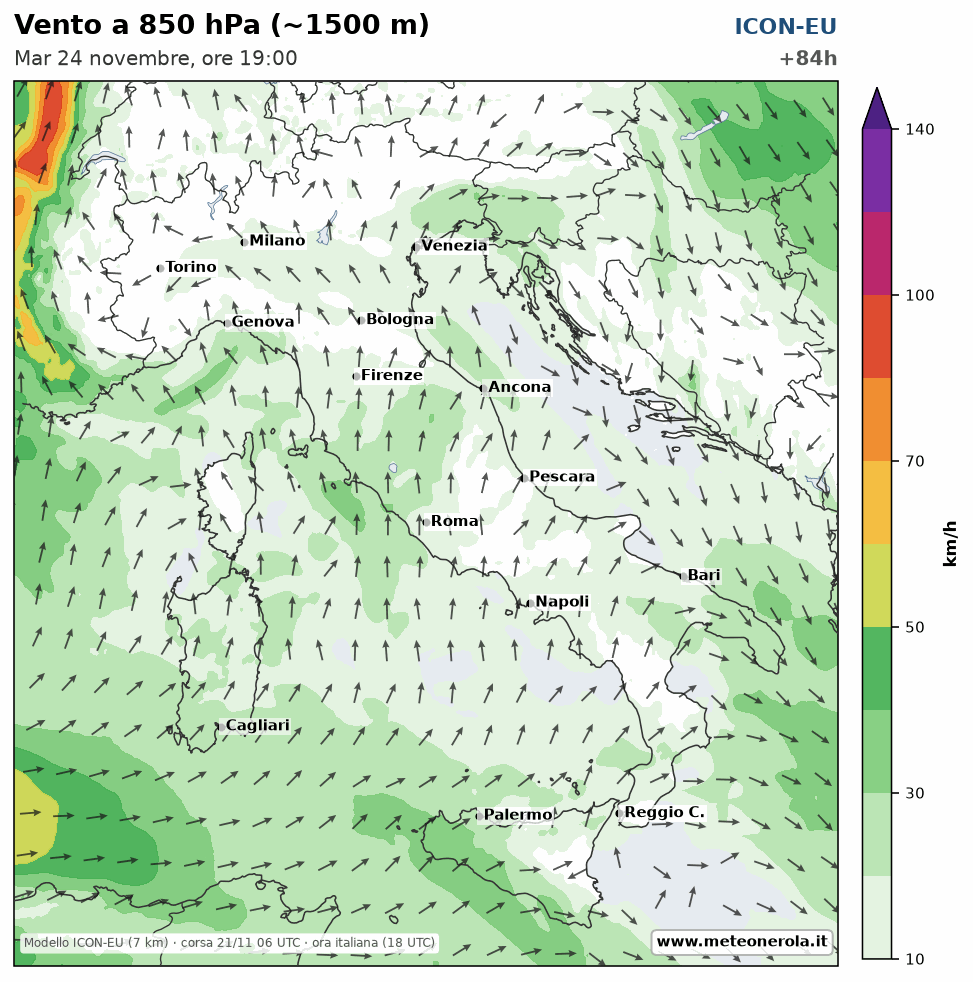 Vento a 850 hPa (~1500 m)
ICON-EU
Mar 24 novembre, ore 19:00
+84h
Milano
Venezia
Torino
Genova
Bologna
Firenze
Ancona
Pescara
Roma
Bari
Napoli
Cagliari
Palermo
Reggio C.
140
100
70
50
30
10
km/h
Modello ICON-EU (7 km) · corsa 21/11 06 UTC · ora italiana (18 UTC)
www.meteonerola.it